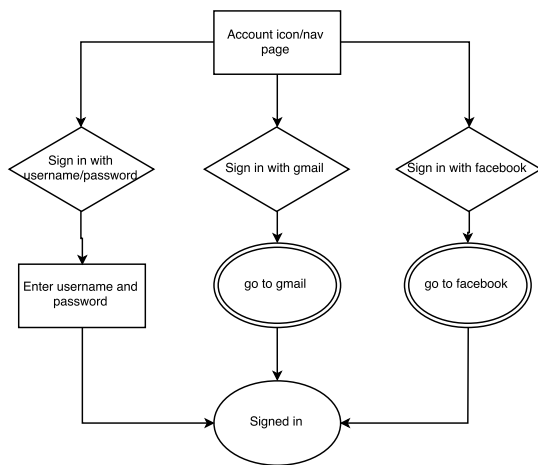 Account icon/nav
page
Sign in with
username/password
Sign in with gmail
Sign in with facebook
Enter username and
password
go to gmail
go to facebook
Signed in